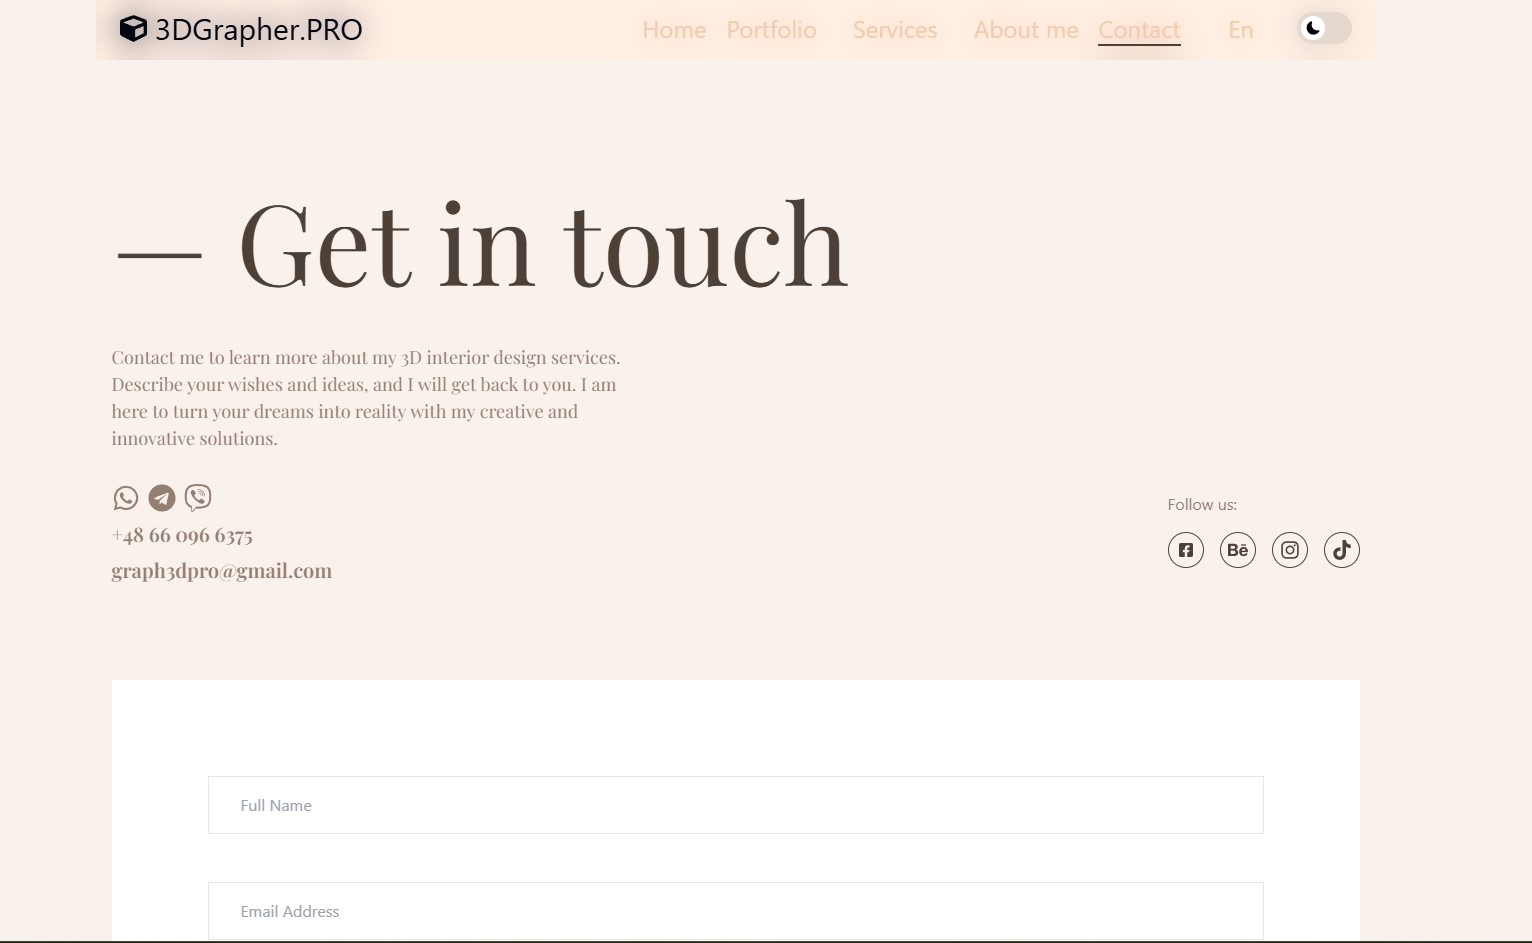 3DGrapher.PRO
Home Portfolio Services About me Contact En
— Get in touch
Contact me to learn more about my 3D interior design services.
Describe your wishes and ideas, and I will get back to you. I am
here to turn your dreams into reality with my creative and
innovative solutions.
+48 66 096 6375
graph3dpro@gmail.com
Follow us:
Bē
Full Name
Email Address